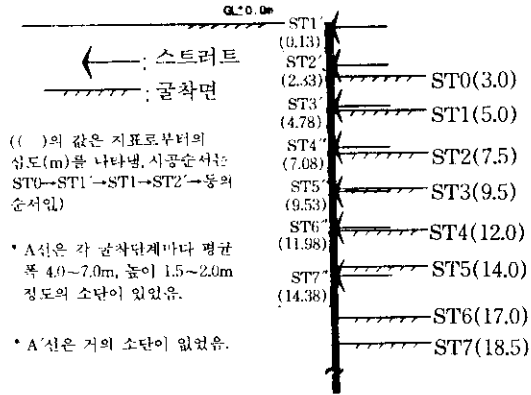 GL±0.0m
ST1´
(0.13)
: 스트러트
ST2´
(2.33)
ST0(3.0)
: 굴착면
ST3´
(4.78)
ST1(5.0)
(( )의 값은 지표로부터의
심도(m)를 나타냄, 시공순서는
ST0→ST1´→ST1→ST2´→등의
순서임)
ST4´
(7.08)
ST2(7.5)
ST5´
(9.53)
ST3(9.5)
ST6´
(11.98)
ST4(12.0)
* A선은 각 굴착단계마다 평균
폭 4.0~7.0m, 높이 1.5~2.0m
정도의 소단이 있었음.
ST5(14.0)
ST7´
(14.38)
ST6(17.0)
* A´선은 거의 소단이 없었음.
ST7(18.5)